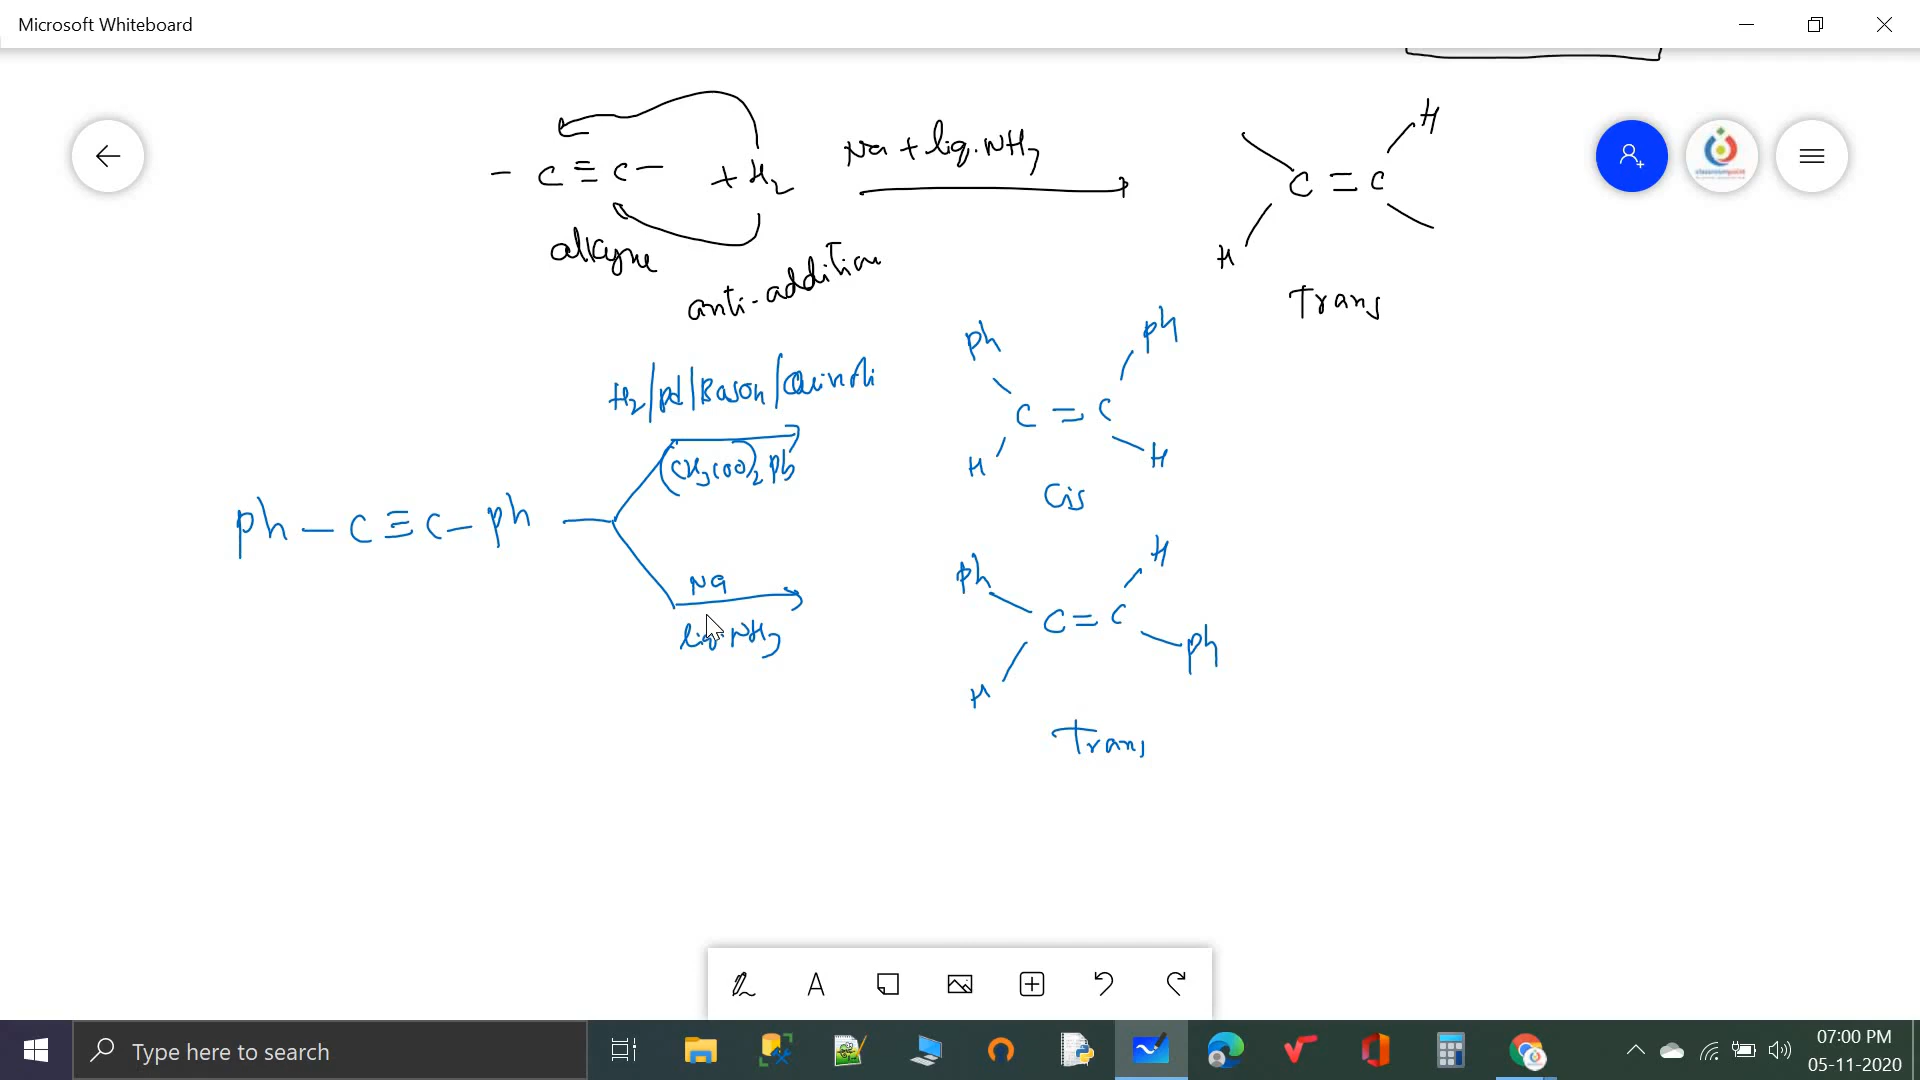 Microsoft Whiteboard
- C ≡ C - + H2
Na + liq. NH3
C = C
H
H
alkyne
anti-addition
Trans
H2/Pd/BaSO4/Quinoli
(CH3COO)2 Pb
Ph Ph
C = C
H H
Cis
Ph - C ≡ C - Ph
Na
liq NH3
Ph H
C = C
H Ph
Trans
Type here to search
07:00 PM
05-11-2020